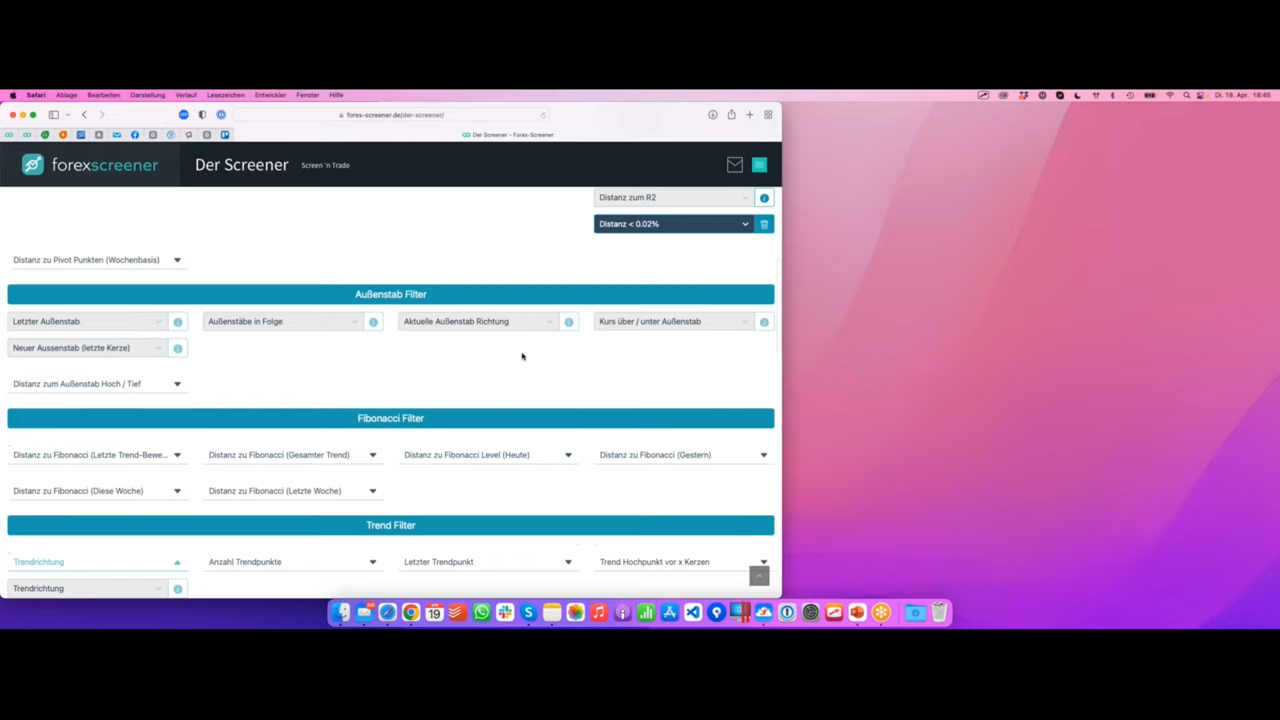 Safari Ablage Bearbeiten Darstellung Verlauf Lesezeichen Entwickler Fenster Hilfe Di. 19. Apr. 18:45
forex-screener.de/der-screener/
Der Screener - Forex-Screener
forexscreener Der Screener Screen 'n Trade
Distanz zum R2
Distanz < 0.02%
Distanz zu Pivot Punkten (Wochenbasis)
Außenstab Filter
Letzter Außenstab Außenstäbe in Folge Aktuelle Außenstab Richtung Kurs über / unter Außenstab
Neuer Aussenstab (letzte Kerze)
Distanz zum Außenstab Hoch / Tief
Fibonacci Filter
Distanz zu Fibonacci (Letzte Trend-Bewe... Distanz zu Fibonacci (Gesamter Trend) Distanz zu Fibonacci Level (Heute) Distanz zu Fibonacci (Gestern)
Distanz zu Fibonacci (Diese Woche) Distanz zu Fibonacci (Letzte Woche)
Trend Filter
Trendrichtung Anzahl Trendpunkte Letzter Trendpunkt Trend Hochpunkt vor x Kerzen
Trendrichtung